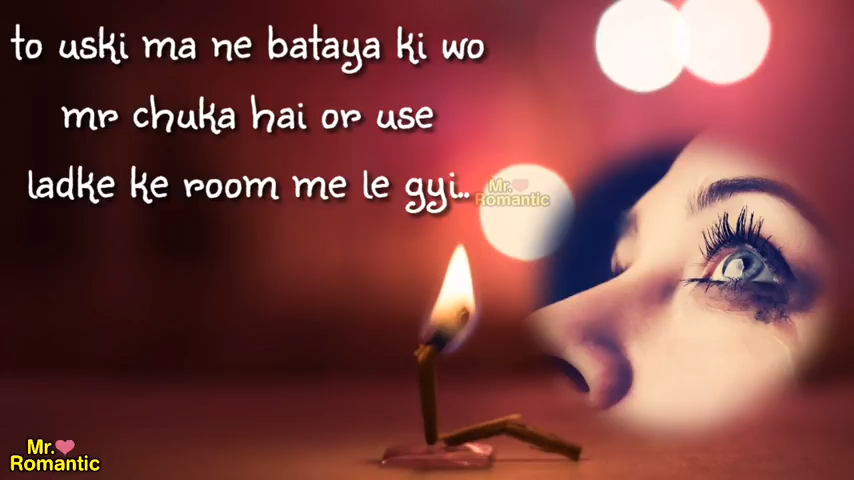 to uski ma ne bataya ki wo
mr chuka hai or use
ladke ke room me le gyi..
Mr.
Romantic
Mr.
Romantic